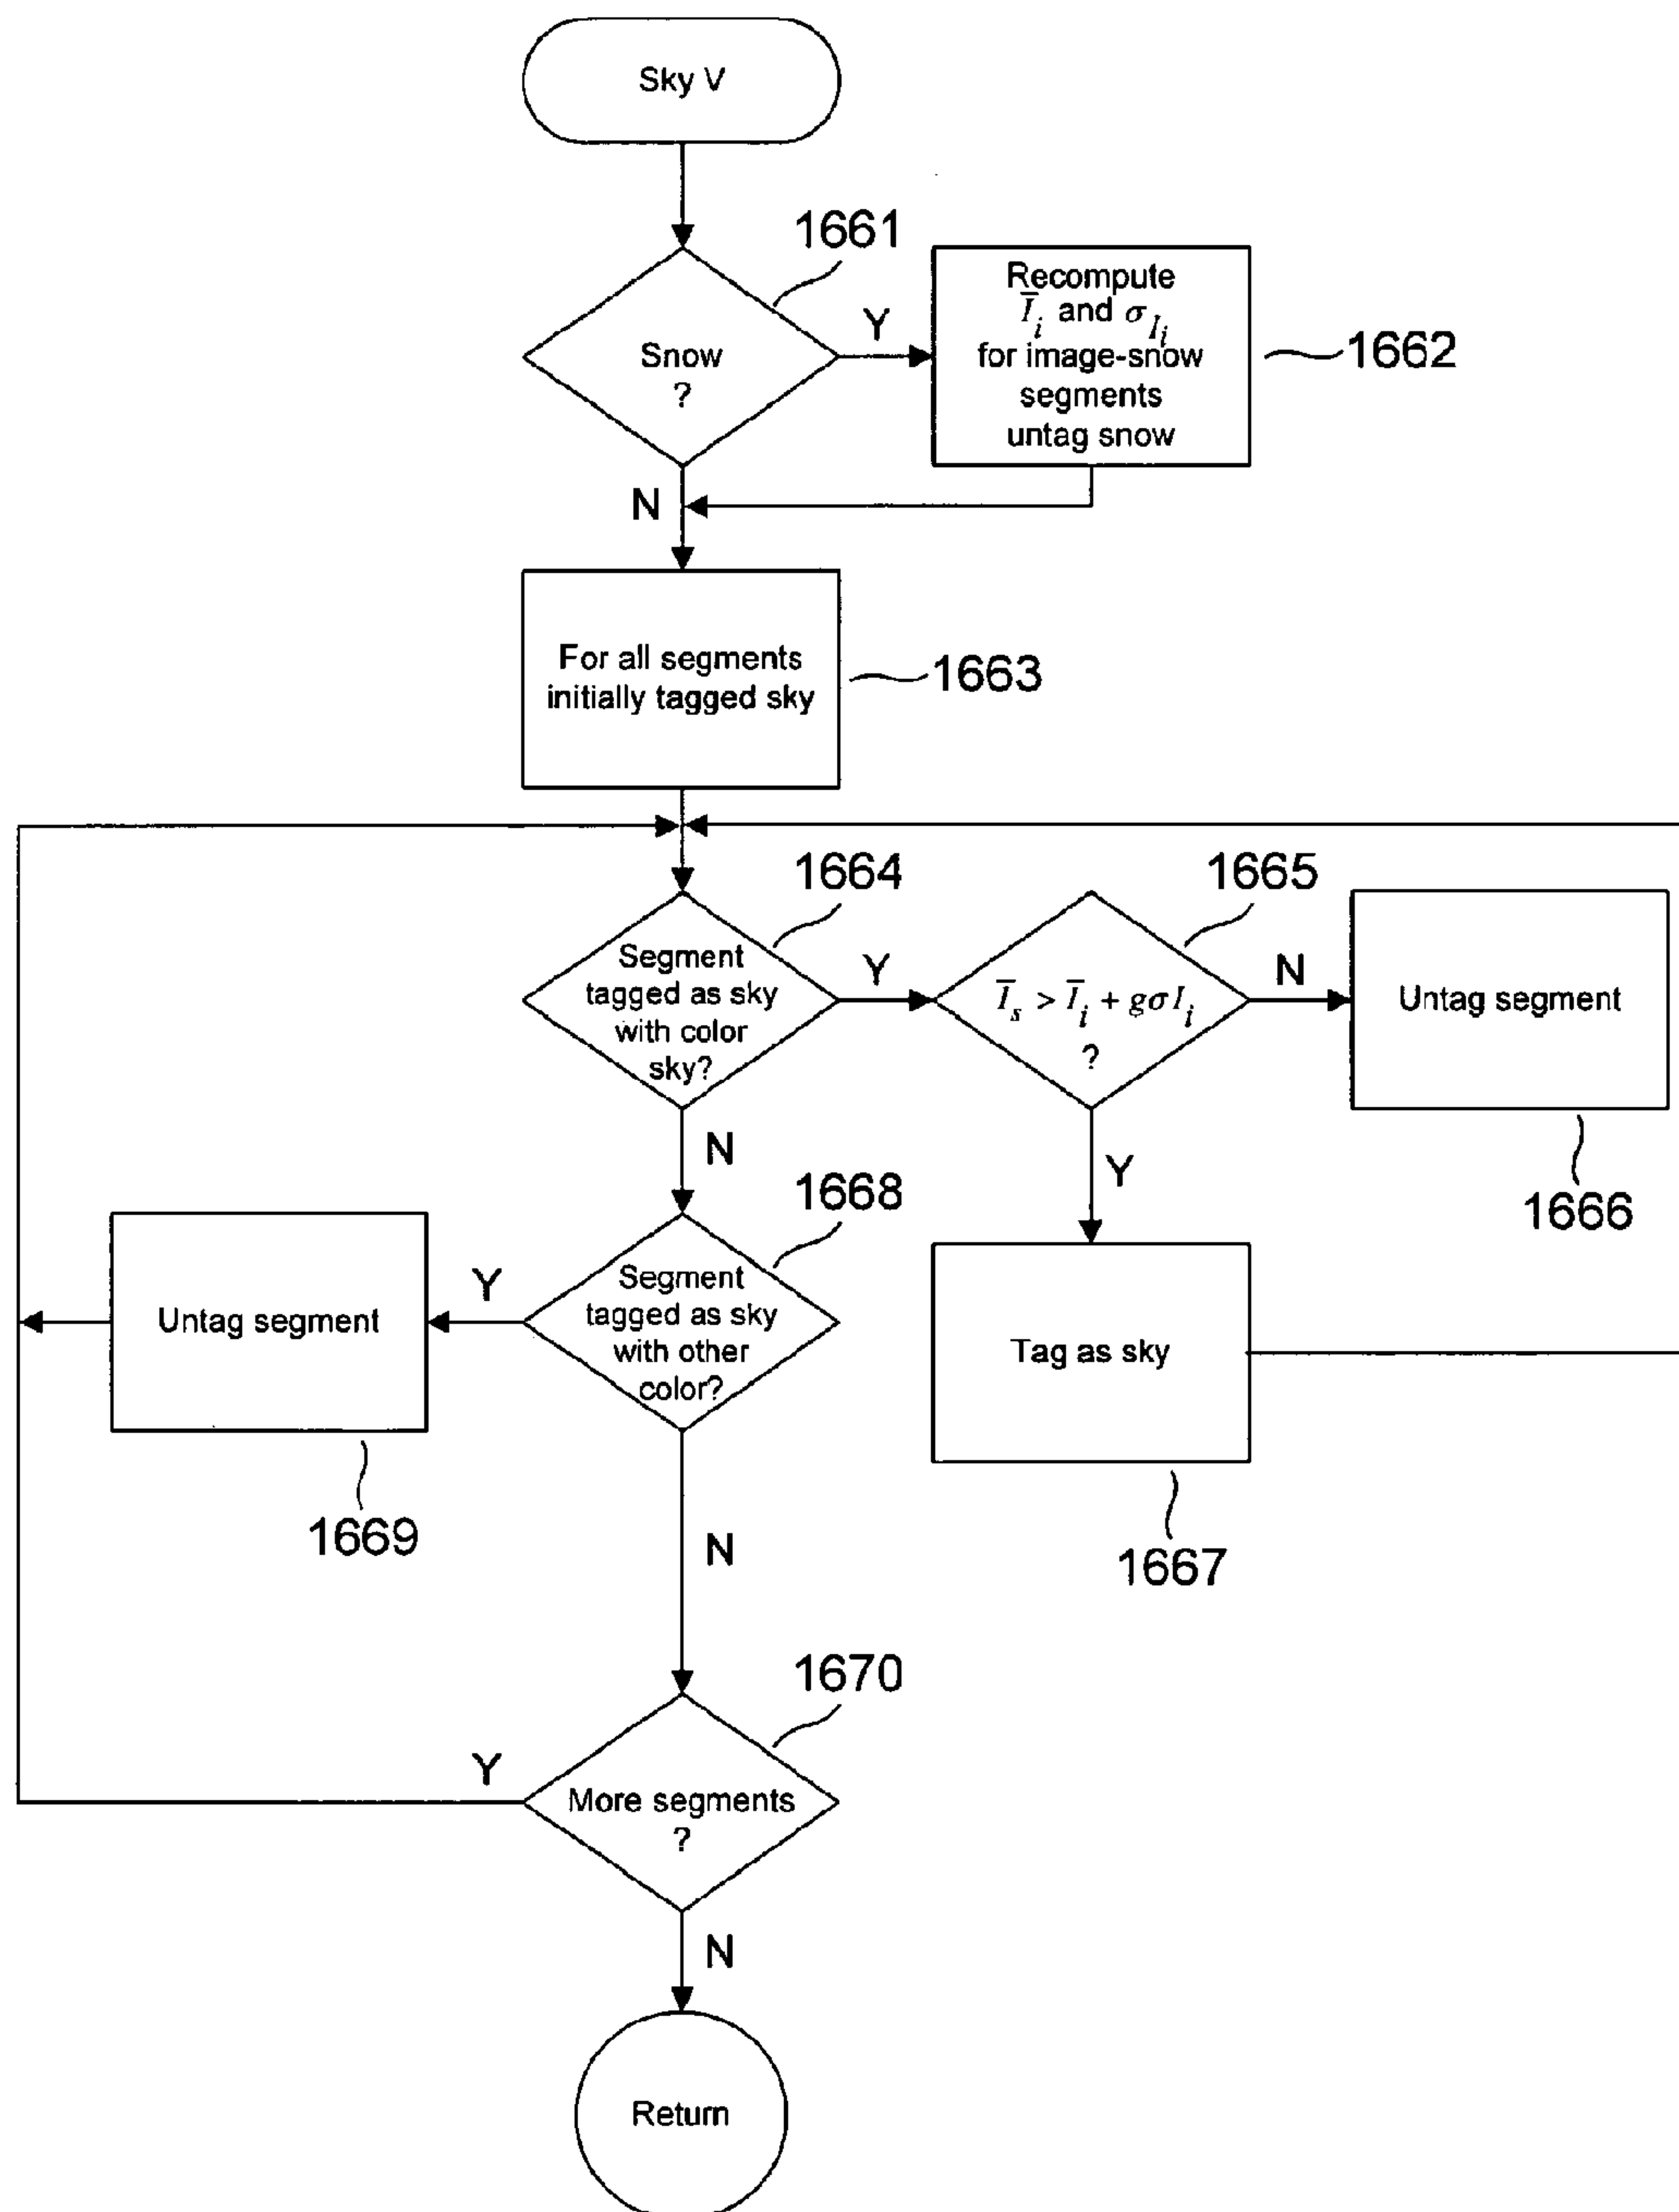 Sky V
1661
Snow
?
Y
Recompute
Ī_i and σ_{I_i}
for image-snow
segments
untag snow
1662
N
For all segments
initially tagged sky
1663
1664
Segment
tagged as sky
with color
sky?
Y
1665
Ī_s > Ī_i + gσI_i
?
N
Untag segment
1666
Y
Tag as sky
1667
N
1668
Segment
tagged as sky
with other
color?
Y
Untag segment
1669
N
1670
More segments
?
Y
N
Return